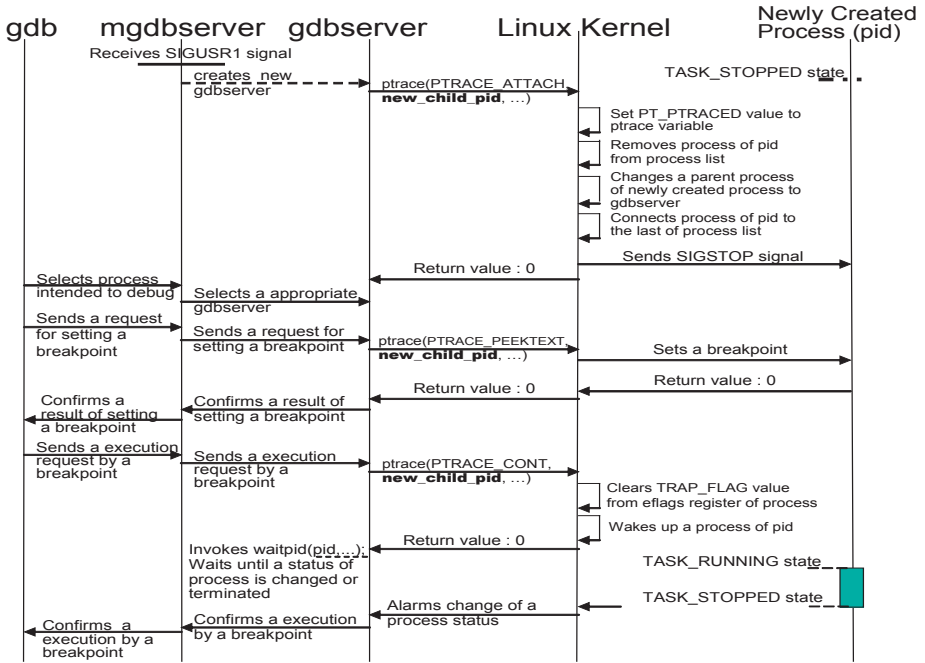 gdb
mgdbserver
gdbserver
Linux Kernel
Newly Created
Process (pid)
Receives SIGUSR1 signal
creates new
gdbserver
ptrace(PTRACE_ATTACH,
new_child_pid, ...)
TASK_STOPPED state
Set PT_PTRACED value to
ptrace variable
Removes process of pid
from process list
Changes a parent process
of newly created process to
gdbserver
Connects process of pid to
the last of process list
Sends SIGSTOP signal
Return value : 0
Selects process
intended to debug
Selects a appropriate
gdbserver
Sends a request
for setting a
breakpoint
Sends a request for
setting a breakpoint
ptrace(PTRACE_PEEKTEXT,
new_child_pid, ...)
Sets a breakpoint
Return value : 0
Return value : 0
Confirms a
result of setting
a breakpoint
Confirms a result of
setting a breakpoint
Sends a execution
request by a
breakpoint
Sends a execution
request by a
breakpoint
ptrace(PTRACE_CONT,
new_child_pid, ...)
Clears TRAP_FLAG value
from eflags register of process
Wakes up a process of pid
Return value : 0
Invokes waitpid(pid,...);
Waits until a status of
process is changed or
terminated
TASK_RUNNING state
TASK_STOPPED state
Alarms change of a
process status
Confirms a execution
by a breakpoint
Confirms a
execution by a
breakpoint